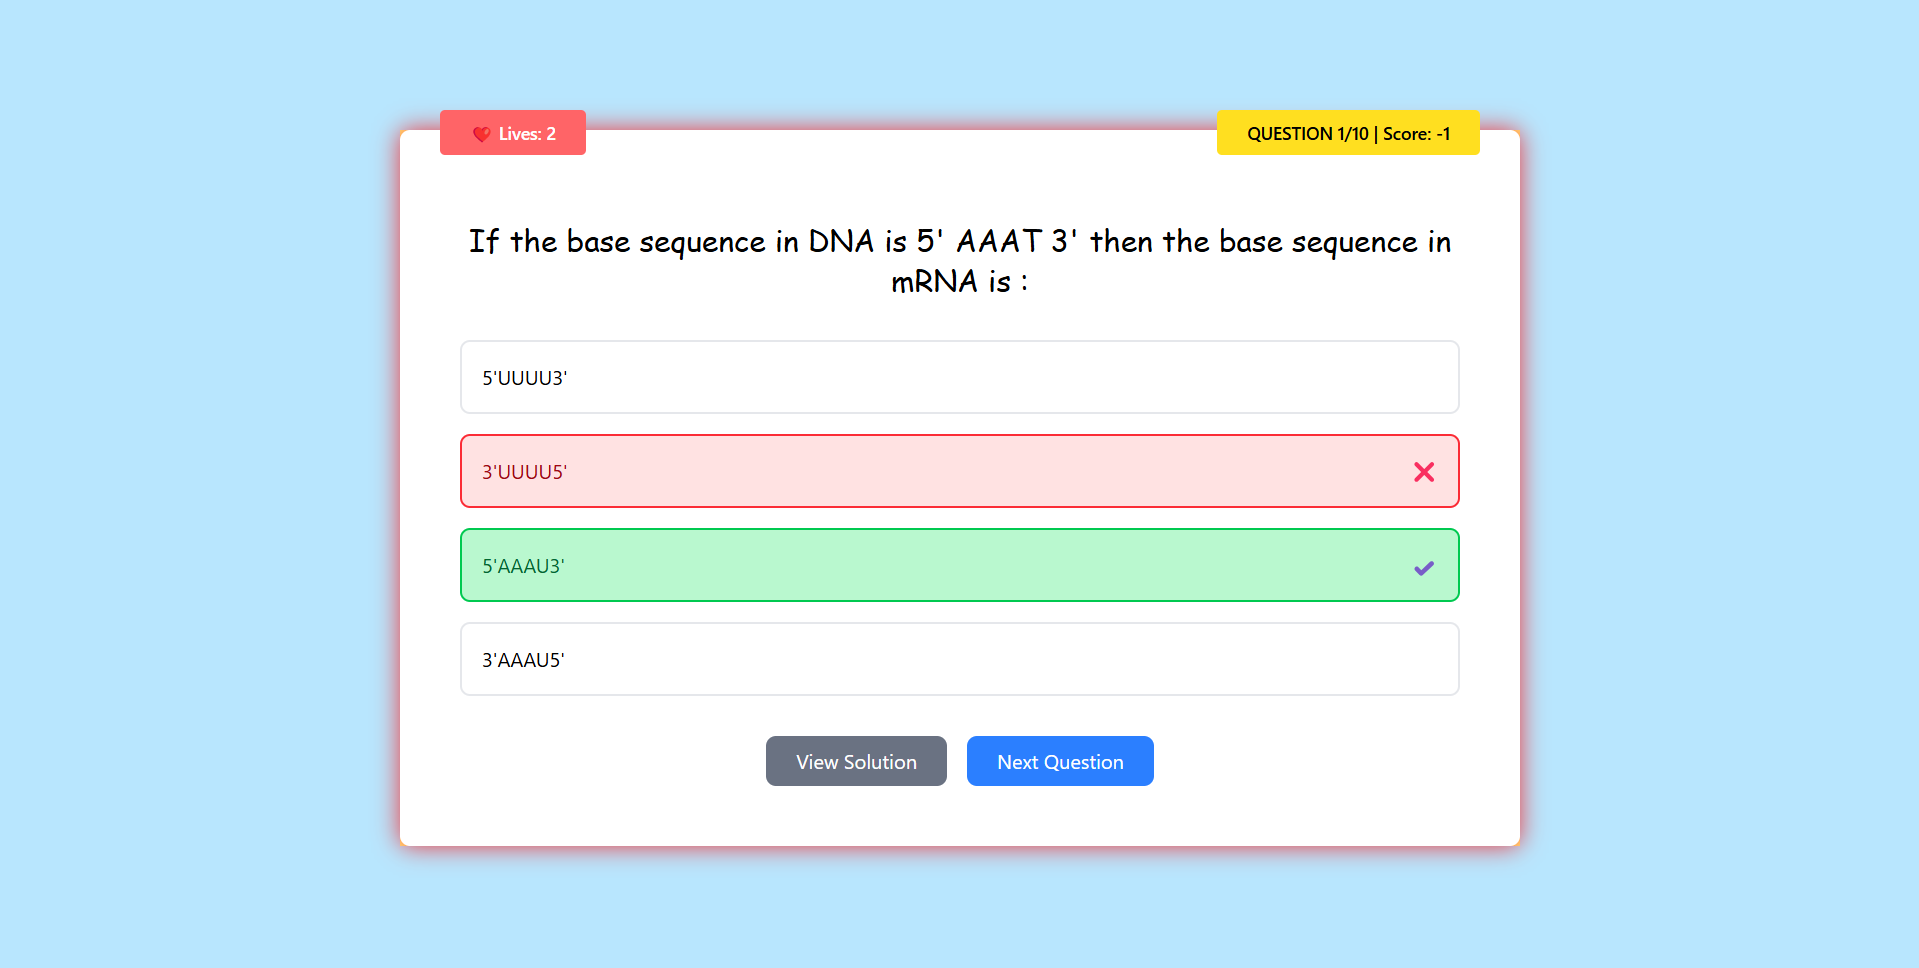 Lives: 2
QUESTION 1/10 | Score: -1
If the base sequence in DNA is 5' AAAT 3' then the base sequence in
mRNA is :
5'UUUU3'
3'UUUU5'
5'AAAU3'
3'AAAU5'
View Solution
Next Question